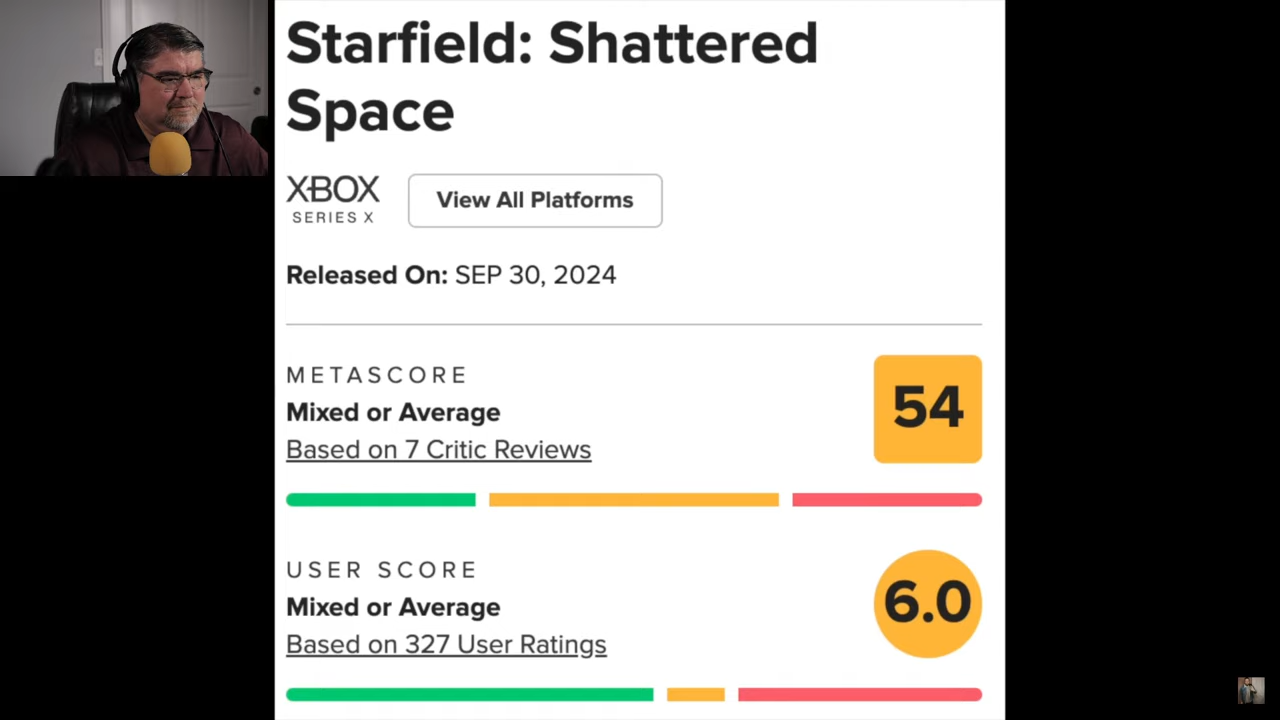 Starfield: Shattered
Space
XBOX
SERIES X
View All Platforms
Released On: SEP 30, 2024
METASCORE
Mixed or Average
54
Based on 7 Critic Reviews
USER SCORE
Mixed or Average
6.0
Based on 327 User Ratings